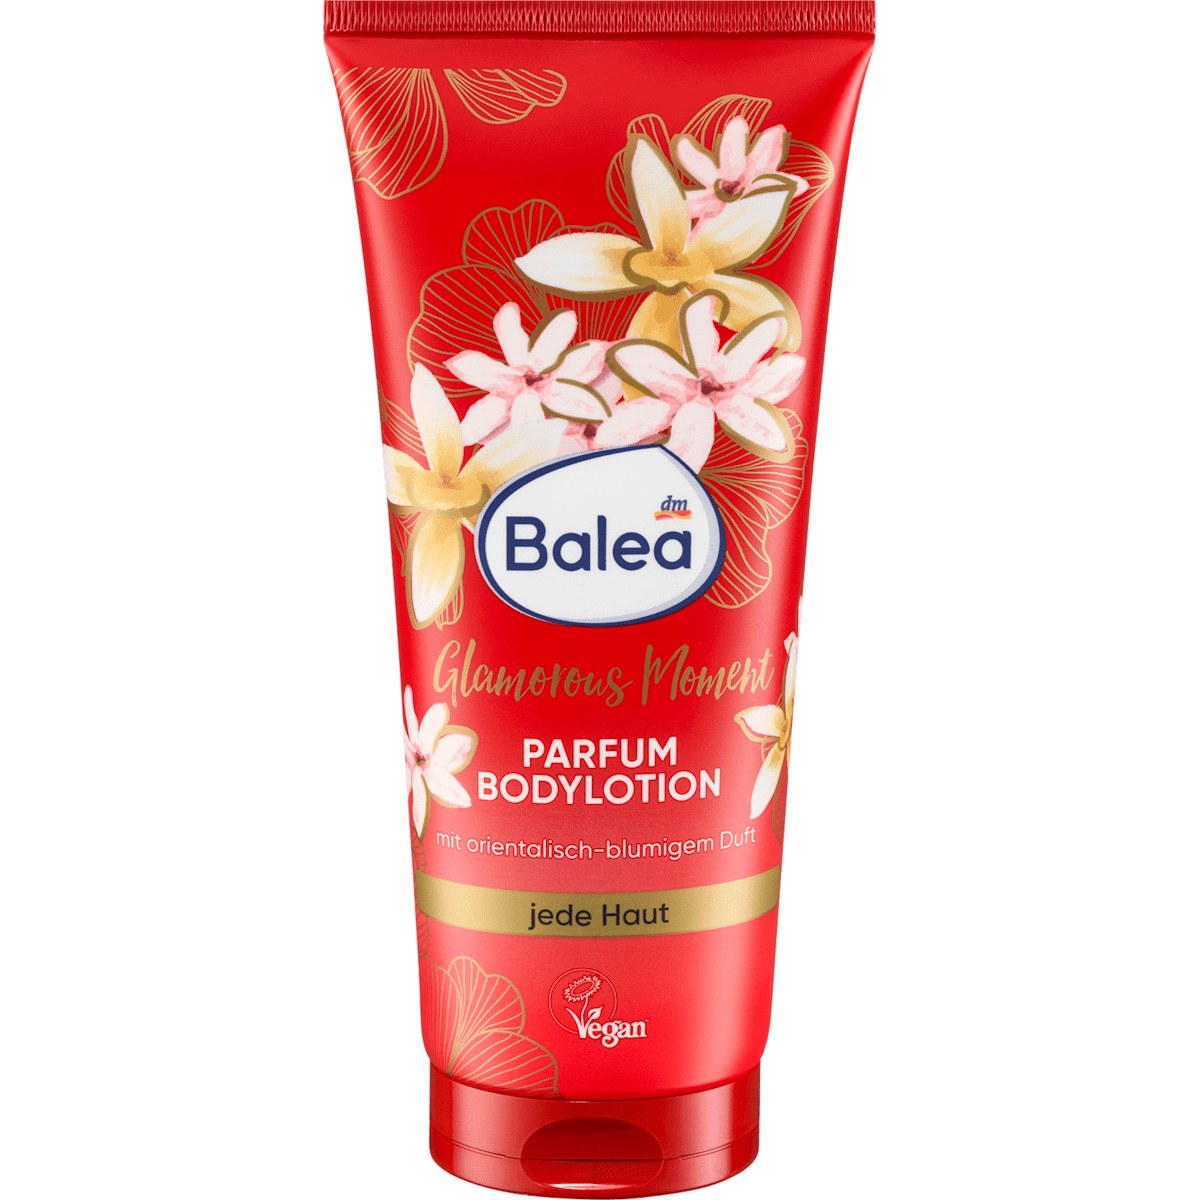 dm
Balea
Glamorous Moment
PARFUM
BODYLOTION
mit orientalisch-blumigem Duft
jede Haut
Vegan